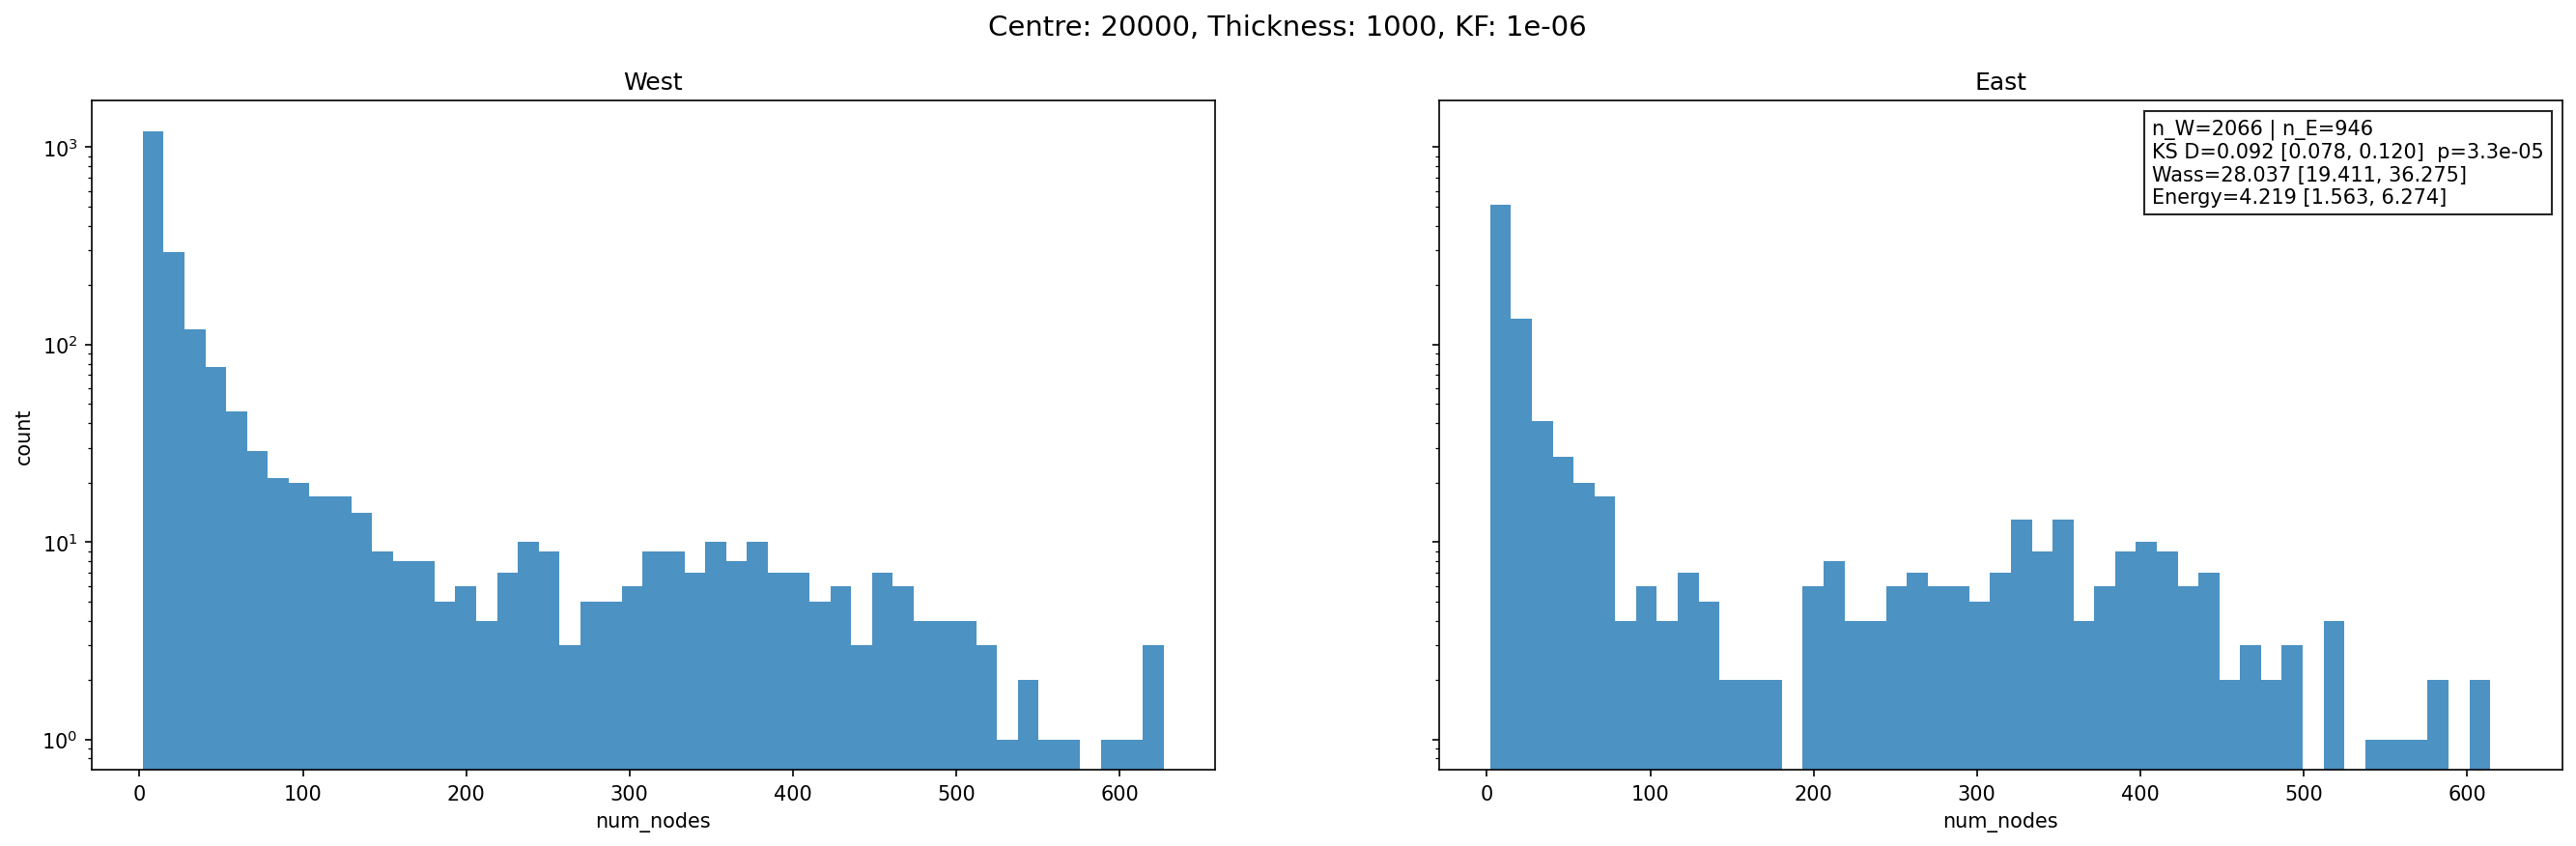 Centre: 20000, Thickness: 1000, KF: 1e-06
West
10³
10²
10¹
10⁰
count
0 100 200 300 400 500 600
num_nodes
East
n_W=2066 | n_E=946
KS D=0.092 [0.078, 0.120]  p=3.3e-05
Wass=28.037 [19.411, 36.275]
Energy=4.219 [1.563, 6.274]
0 100 200 300 400 500 600
num_nodes